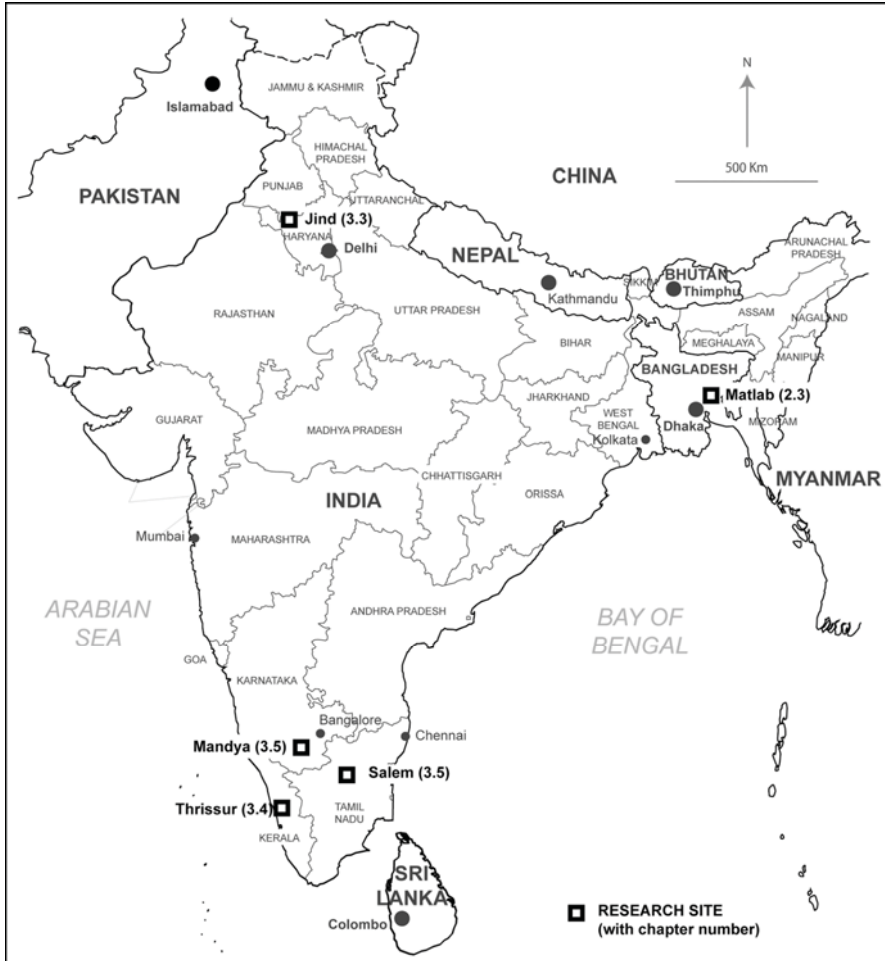 JAMMU & KASHMIR
Islamabad
N
HIMACHAL
PRADESH
500 Km
CHINA
PAKISTAN
PUNJAB
UTTARANCHAL
Jind (3.3)
HARYANA
Delhi
NEPAL
ARUNACHAL
PRADESH
BHUTAN
SIKKIM
Thimphu
Kathmandu
RAJASTHAN
UTTAR PRADESH
ASSAM
NAGALAND
BIHAR
MEGHALAYA
MANIPUR
BANGLADESH
Matlab (2.3)
JHARKHAND
GUJARAT
WEST
BENGAL
Dhaka
MIZORAM
MADHYA PRADESH
Kolkata
CHHATTISGARH
MYANMAR
INDIA
ORISSA
Mumbai
MAHARASHTRA
ARABIAN
SEA
ANDHRA PRADESH
BAY OF
BENGAL
GOA
KARNATAKA
Bangalore
Chennai
Mandya (3.5)
Salem (3.5)
Thrissur (3.4)
TAMIL
NADU
KERALA
SRI
LANKA
Colombo
RESEARCH SITE
(with chapter number)